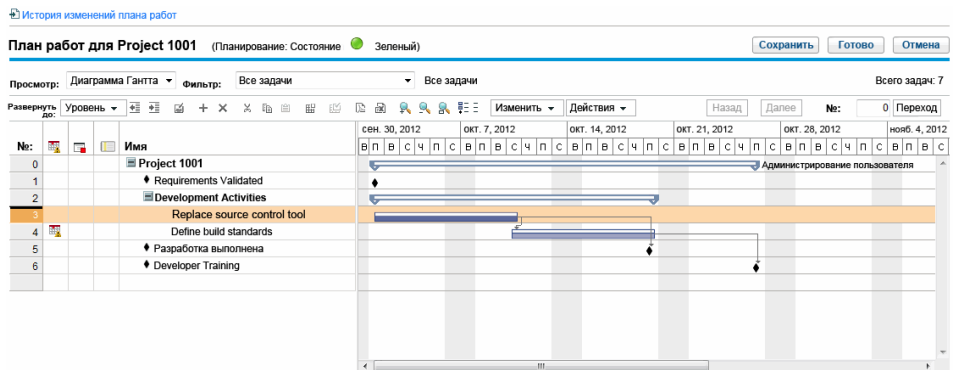 История изменений плана работ
План работ для Project 1001 (Планирование: Состояние Зеленый) Сохранить Готово Отмена
Просмотр: Диаграмма Гантта Фильтр: Все задачи Все задачи Всего задач: 7
Развернуть до: Уровень Изменить Действия Назад Далее №: 0 Переход
сен. 30, 2012 окт. 7, 2012 окт. 14, 2012 окт. 21, 2012 окт. 28, 2012 нояб. 4, 2012
№: Имя В П В С Ч П С В П В С Ч П С В П В С Ч П С В П В С Ч П С В П В С Ч П С В П В С
0 Project 1001 Администрирование пользователя
1 Requirements Validated
2 Development Activities
3 Replace source control tool
4 Define build standards
5 Разработка выполнена
6 Developer Training